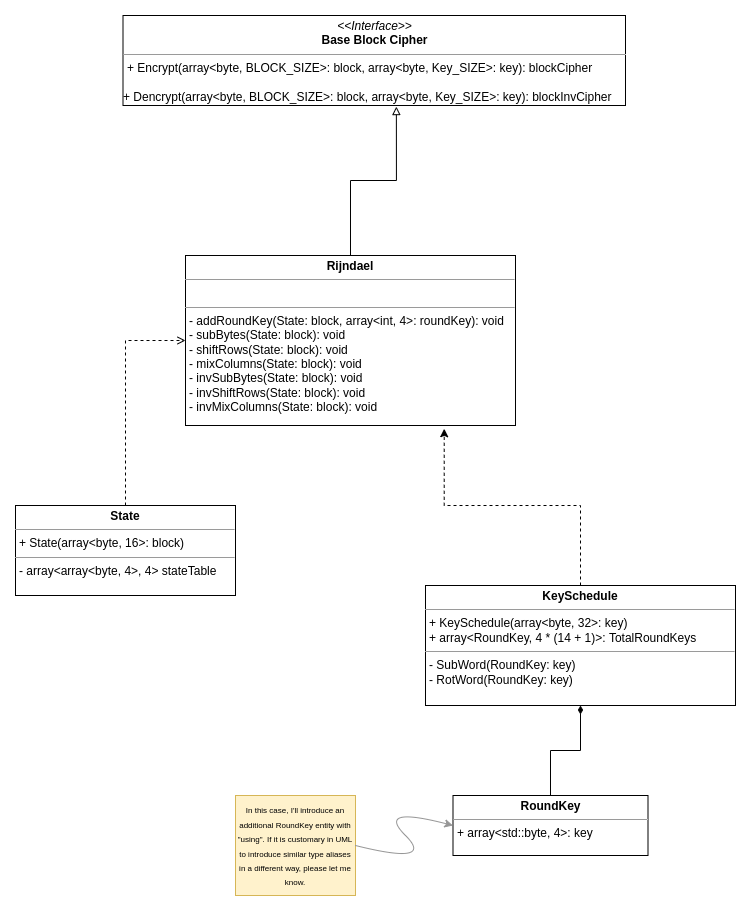 <<Interface>>
Base Block Cipher
+ Encrypt(array<byte, BLOCK_SIZE>: block, array<byte, Key_SIZE>: key): blockCipher
+ Dencrypt(array<byte, BLOCK_SIZE>: block, array<byte, Key_SIZE>: key): blockInvCipher
Rijndael
- addRoundKey(State: block, array<int, 4>: roundKey): void
- subBytes(State: block): void
- shiftRows(State: block): void
- mixColumns(State: block): void
- invSubBytes(State: block): void
- invShiftRows(State: block): void
- invMixColumns(State: block): void
State
+ State(array<byte, 16>: block)
- array<array<byte, 4>, 4> stateTable
KeySchedule
+ KeySchedule(array<byte, 32>: key)
+ array<RoundKey, 4 * (14 + 1)>: TotalRoundKeys
- SubWord(RoundKey: key)
- RotWord(RoundKey: key)
In this case, I'll introduce an
additional RoundKey entity with
"using". If it is customary in UML
to introduce similar type aliases
in a different way, please let me
know.
RoundKey
+ array<std::byte, 4>: key